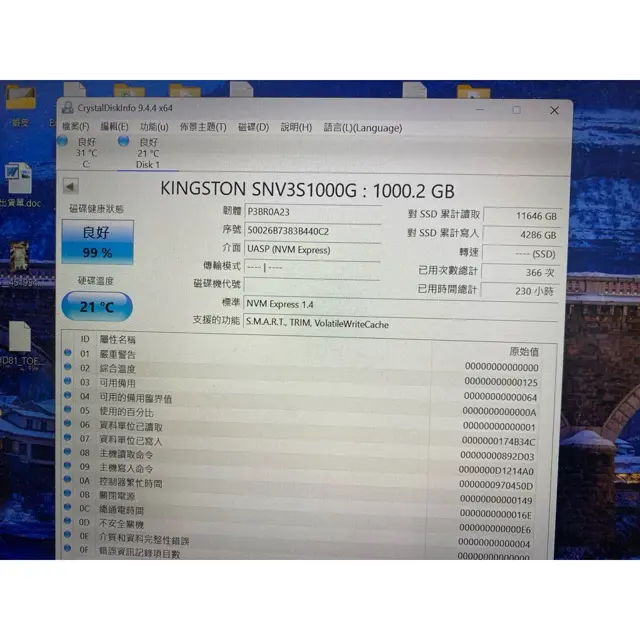 CrystalDiskInfo 9.4.4 x64
檔案(F) 編輯(E) 功能(u) 佈景主題(T) 磁碟(D) 說明(H) 語言(L)(Language)
良好 良好
31 °C 21 °C
C: Disk 1
出貨單.doc
KINGSTON SNV3S1000G : 1000.2 GB
磁碟健康狀態
良好
99 %
硬碟溫度
21 °C
韌體 P3BR0A23
序號 50026B7383B440C2
介面 UASP (NVM Express)
傳輸模式 ---- | ----
磁碟機代號
標準 NVM Express 1.4
支援的功能 S.M.A.R.T., TRIM, VolatileWriteCache
對 SSD 累計讀取 11646 GB
對 SSD 累計寫入 4286 GB
轉速 ---- (SSD)
已用次數總計 366 次
已用時間總計 230 小時
ID 屬性名稱 原始值
01 嚴重警告 00000000000000
02 綜合溫度 00000000000125
03 可用備用 00000000000064
04 可用的備用臨界值 0000000000000A
05 使用的百分比 00000000000001
06 資料單位已讀取 0000000174B34C
07 資料單位已寫入 00000000892D03
08 主機讀取命令 0000000D1214A0
09 主機寫入命令 0000000970450D
0A 控制器繁忙時間 00000000000149
0B 關閉電源 0000000000016E
0C 總通電時間 000000000000E6
0D 不安全關機 00000000000004
0E 介質和資料完整性錯誤 00000000000000
0F 錯誤資訊記錄項目數
HD81_TOE...